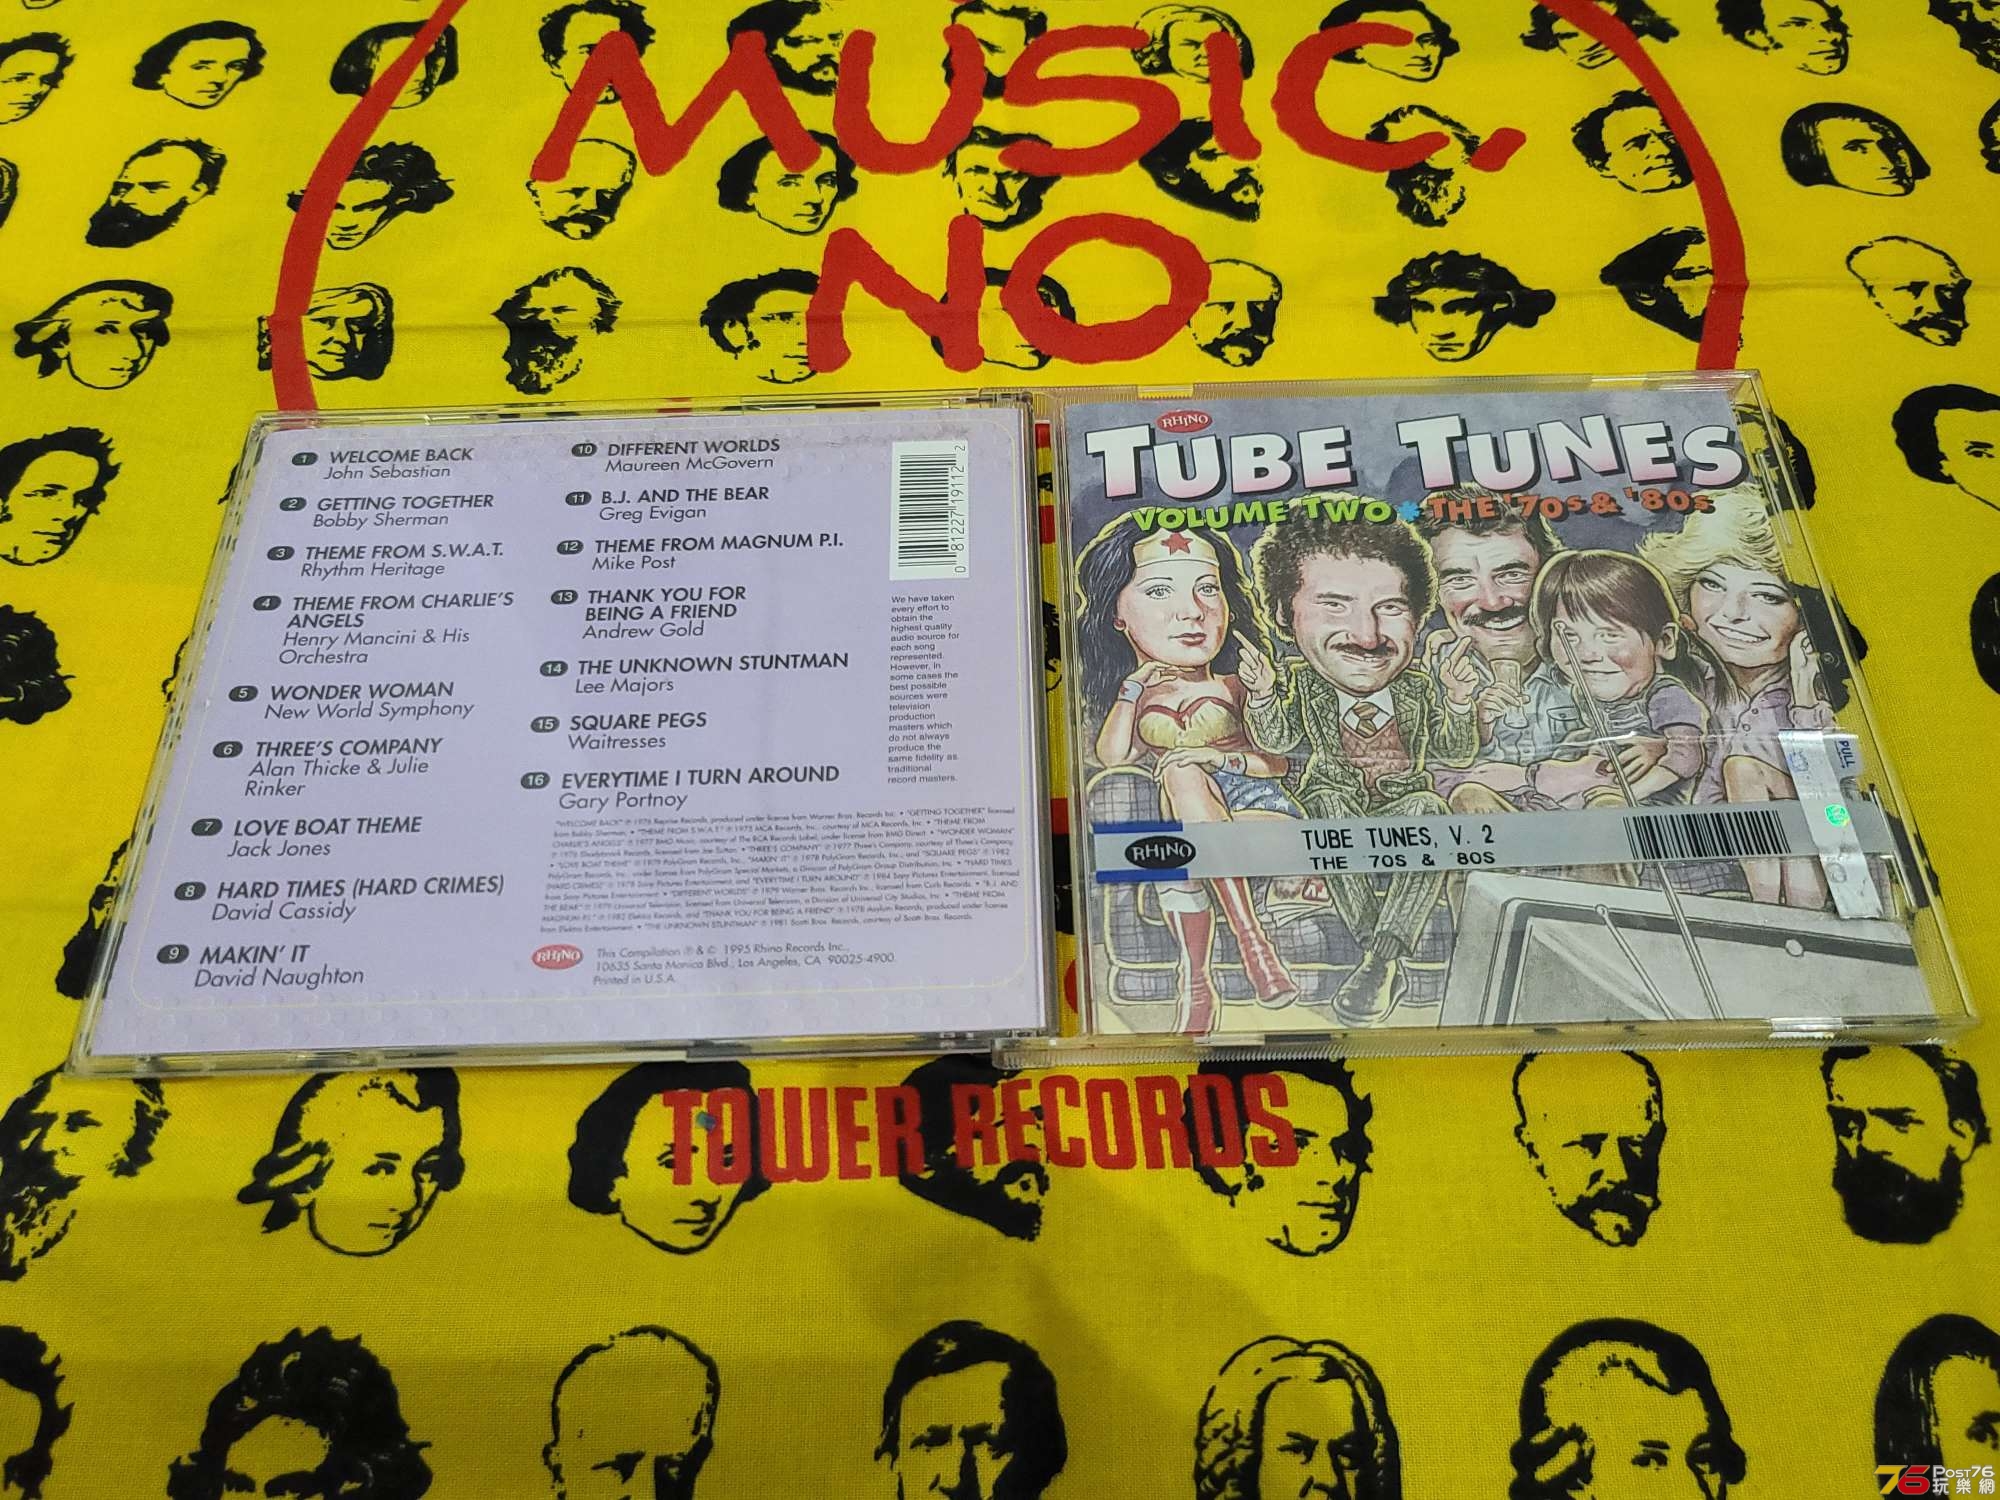 MUSIC.
NO
1 WELCOME BACK
John Sebastian
2 GETTING TOGETHER
Bobby Sherman
3 THEME FROM S.W.A.T.
Rhythm Heritage
4 THEME FROM CHARLIE'S
ANGELS
Henry Mancini & His
Orchestra
5 WONDER WOMAN
New World Symphony
6 THREE'S COMPANY
Alan Thicke & Julie
Rinker
7 LOVE BOAT THEME
Jack Jones
8 HARD TIMES (HARD CRIMES)
David Cassidy
9 MAKIN' IT
David Naughton
10 DIFFERENT WORLDS
Maureen McGovern
11 B.J. AND THE BEAR
Greg Evigan
12 THEME FROM MAGNUM P.I.
Mike Post
13 THANK YOU FOR
BEING A FRIEND
Andrew Gold
14 THE UNKNOWN STUNTMAN
Lee Majors
15 SQUARE PEGS
Waitresses
16 EVERYTIME I TURN AROUND
Gary Portnoy
0 81227 19112 2
We have taken
every effort to
obtain the
highest quality
audio source for
each song
represented.
However, in
some cases the
best possible
sources were
television
production
masters which
do not always
produce the
same fidelity as
traditional
record masters.
RHINO
This Compilation ℗ & © 1995 Rhino Records Inc.,
10635 Santa Monica Blvd., Los Angeles, CA 90025-4900.
Printed in U.S.A.
RHINO
TUBE TUNES
VOLUME TWO * THE '70s & '80s
PULL
RHINO
TUBE TUNES, V. 2
THE '70S & '80S
TOWER RECORDS
76 POST76
玩樂網